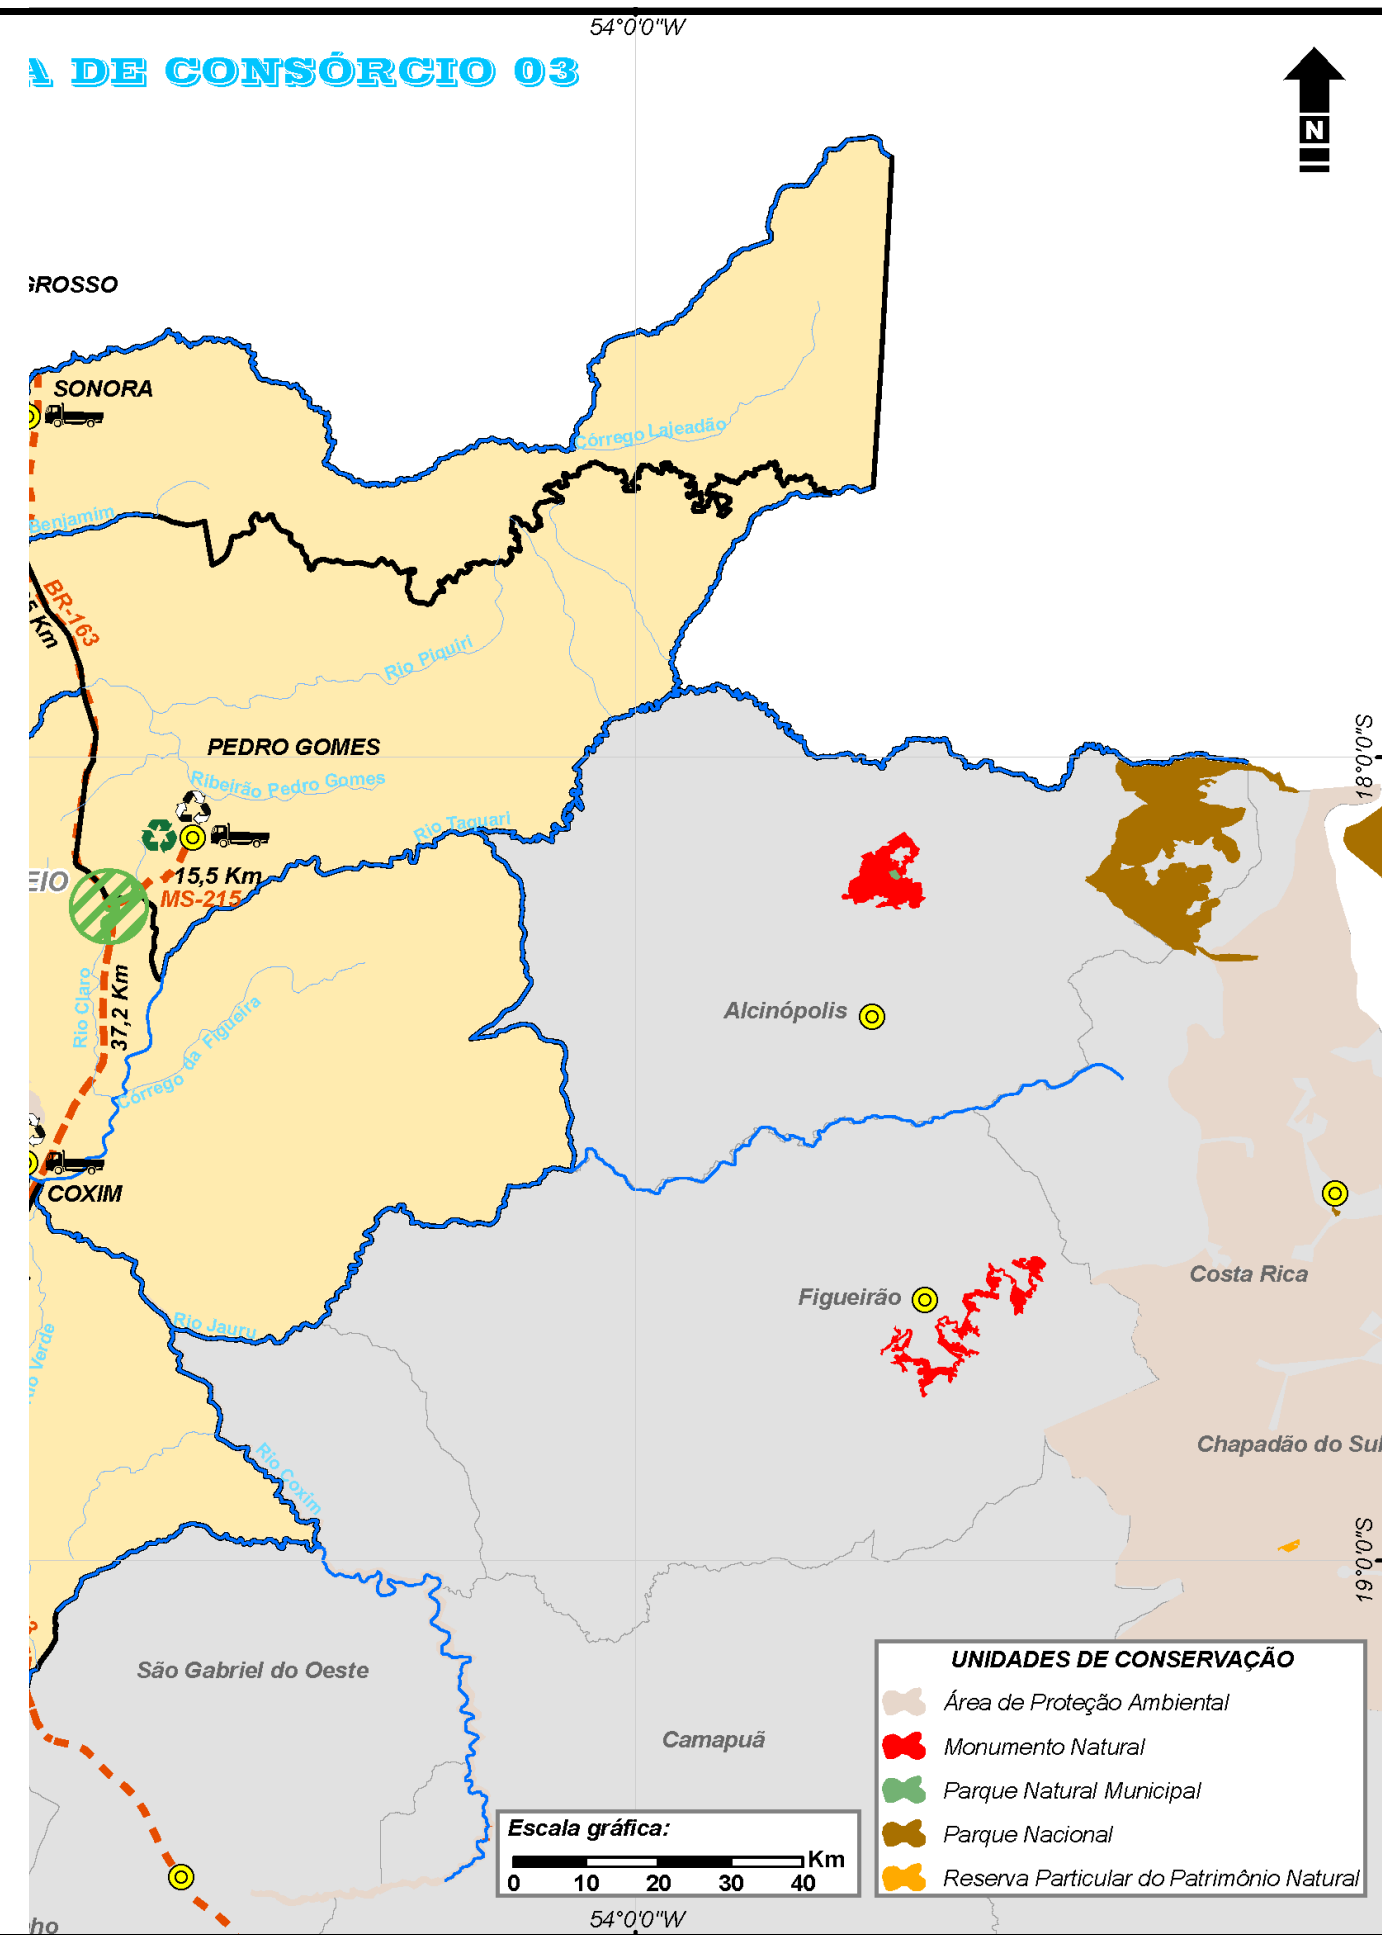 54°0'0"W
A DE CONSÓRCIO 03
N
GROSSO
SONORA
Córrego Lajeadão
Benjamim
BR-163
5 Km
Rio Piquiri
18°0'0"S
PEDRO GOMES
Ribeirão Pedro Gomes
Rio Taquari
15,5 Km
MS-215
EIO
Rio Claro
37,2 Km
Córrego da Figueira
Alcinópolis
COXIM
Costa Rica
Figueirão
Rio Jauru
do Verde
Rio Coxim
Chapadão do Sul
19°0'0"S
São Gabriel do Oeste
Camapuã
UNIDADES DE CONSERVAÇÃO
Área de Proteção Ambiental
Monumento Natural
Parque Natural Municipal
Parque Nacional
Reserva Particular do Patrimônio Natural
Escala gráfica:
Km
0 10 20 30 40
54°0'0"W
ho